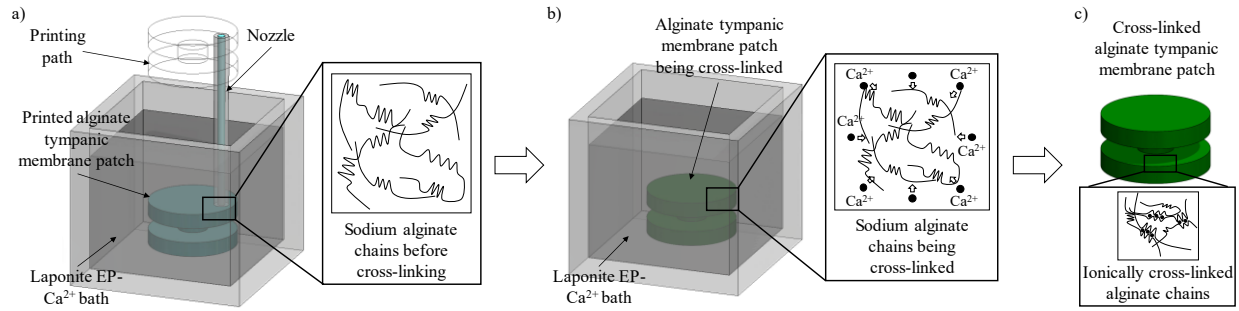 a)
Printing
path
Nozzle
Printed alginate
tympanic
membrane patch
Laponite EP-
Ca²⁺ bath
Sodium alginate
chains before
cross-linking
b)
Alginate tympanic
membrane patch
being cross-linked
Laponite EP-
Ca²⁺ bath
Ca²⁺
Ca²⁺
Ca²⁺
Ca²⁺
Ca²⁺
Ca²⁺
Sodium alginate
chains being
cross-linked
c)
Cross-linked
alginate tympanic
membrane patch
Ionically cross-linked
alginate chains